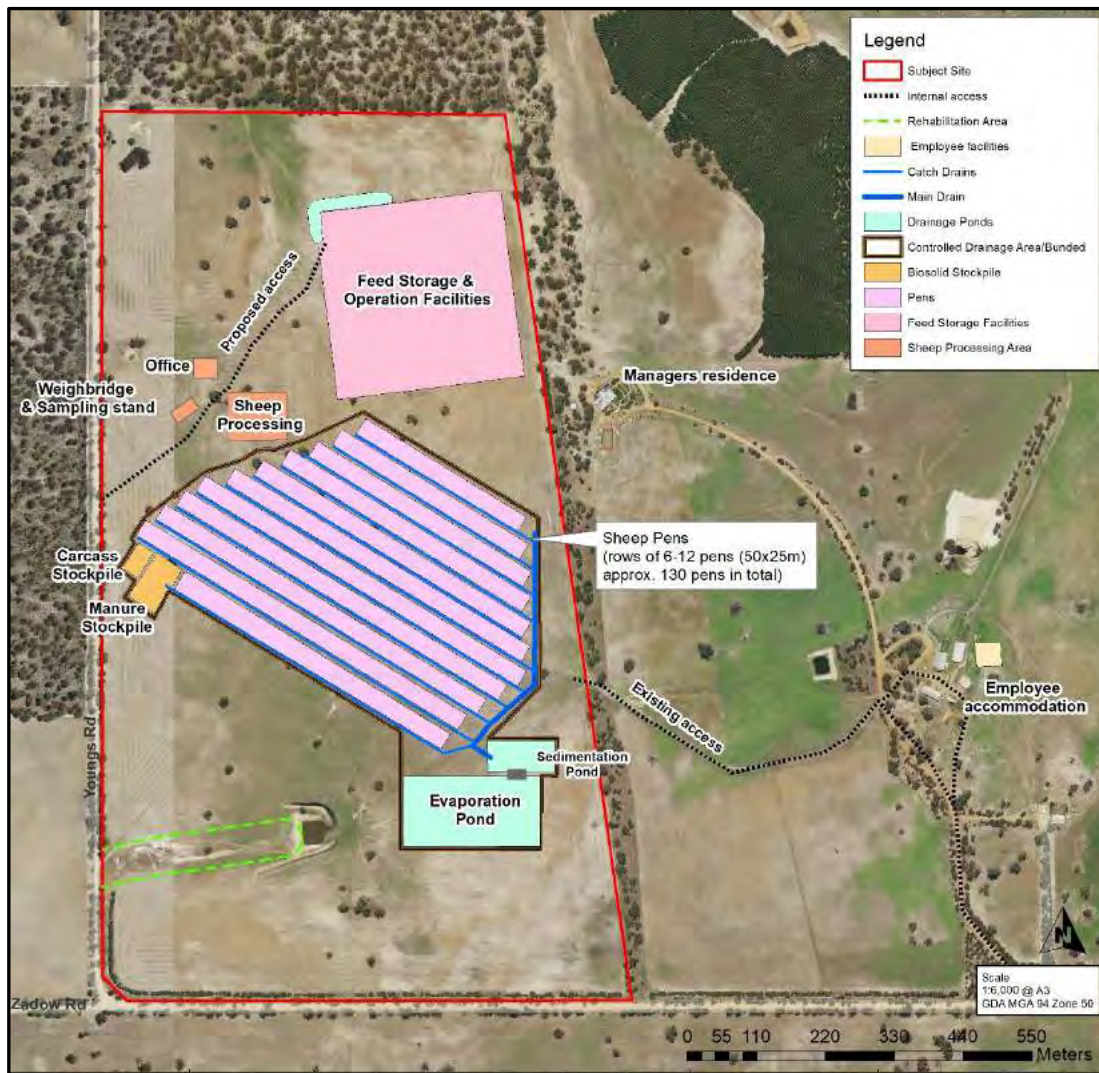 Legend
Subject Site
Internal access
Rehabilitation Area
Employee facilities
Catch Drains
Main Drain
Drainage Ponds
Controlled Drainage Area/Bunded
Biosolid Stockpile
Pens
Feed Storage Facilities
Sheep Processing Area
Feed Storage &
Operation Facilities
Proposed access
Office
Weighbridge
& Sampling stand
Sheep
Processing
Managers residence
Sheep Pens
(rows of 6-12 pens (50x25m)
approx. 130 pens in total)
Carcass
Stockpile
Manure
Stockpile
Existing access
Employee
accommodation
Youngs Rd
Sedimentation
Pond
Evaporation
Pond
Zadow Rd
N
Scale
1:6,000 @ A3
GDA MGA 94 Zone 50
0 55 110 220 330 440 550
Meters